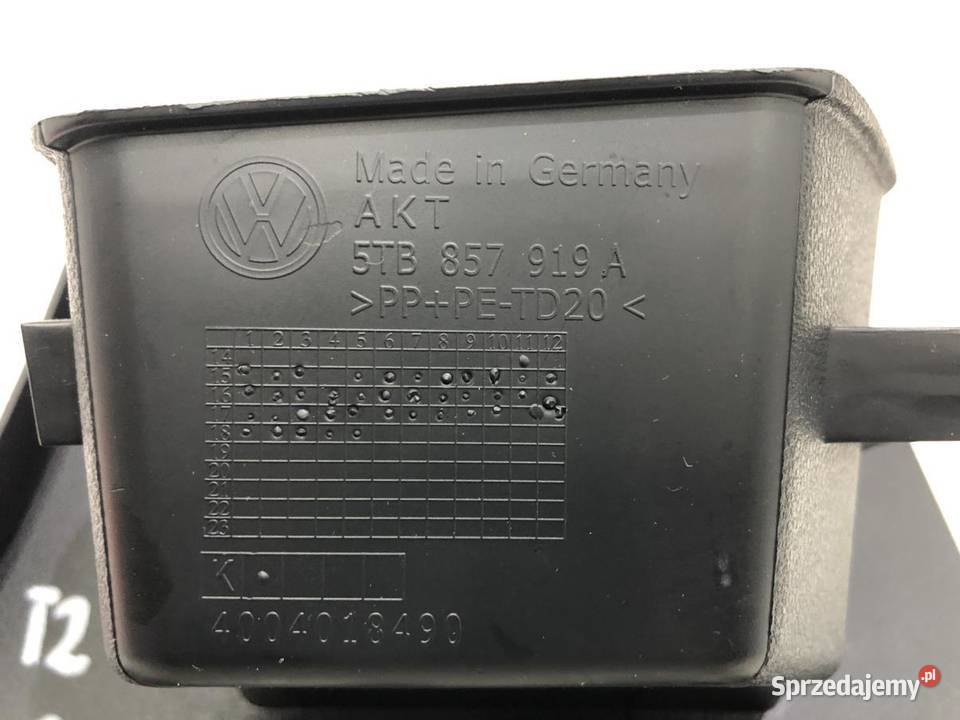 Made in Germany
AKT
5TB 857 919 A
>PP+PE-TD20<
1 2 3 4 5 6 7 8 9 10 11 12
14
15
16
17
18
19
20
21
22
23
K
4004018490
T2
Sprzedajemy.pl